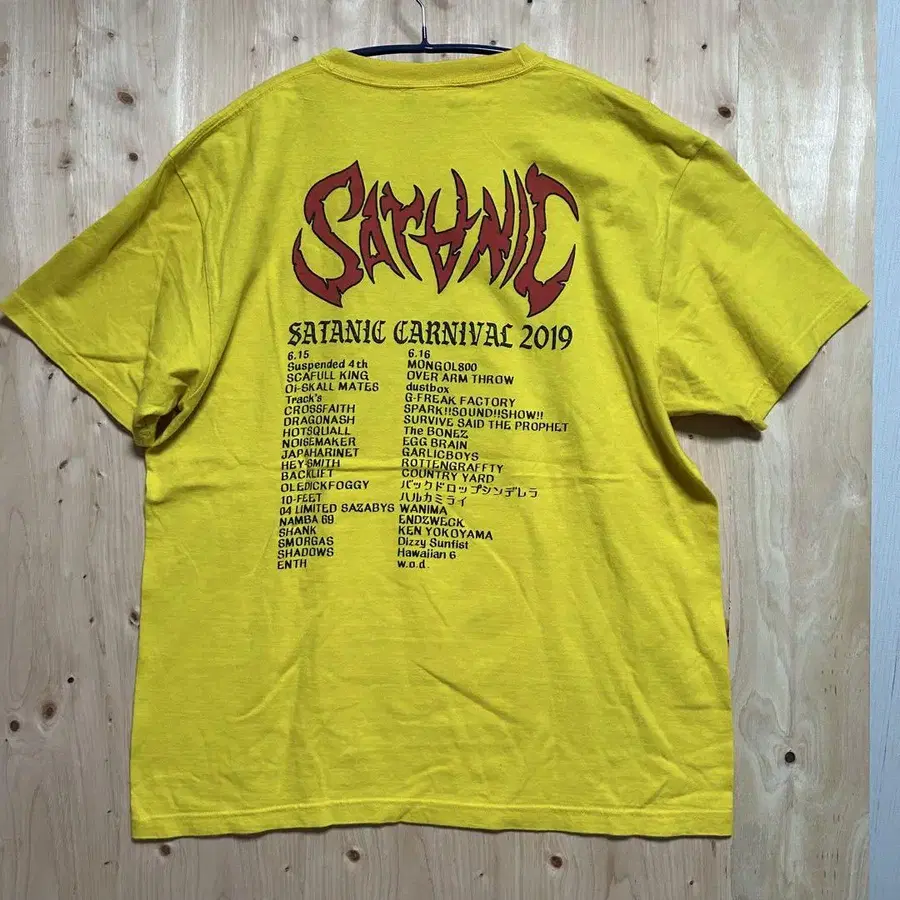 SATANIC
SATANIC CARNIVAL 2019
6.15
Suspended 4th
SCAFULL KING
Oi-SKALL MATES
Track's
CROSSFAITH
DRAGONASH
HOTSQUALL
NOISEMAKER
JAPAHARINET
HEY-SMITH
BACKLIFT
OLEDICKFOGGY
10-FEET
04 LIMITED SAZABYS
NAMBA 69
SHANK
SMORGAS
SHADOWS
ENTH
6.16
MONGOL800
OVER ARM THROW
dustbox
G-FREAK FACTORY
SPARK!!SOUND!!SHOW!!
SURVIVE SAID THE PROPHET
The BONEZ
EGG BRAIN
GARLICBOYS
ROTTENGRAFFTY
COUNTRY YARD
バックドロップシンデレラ
ハルカミライ
WANIMA
ENDZWECK
KEN YOKOYAMA
Dizzy Sunfist
Hawaiian 6
w.o.d.